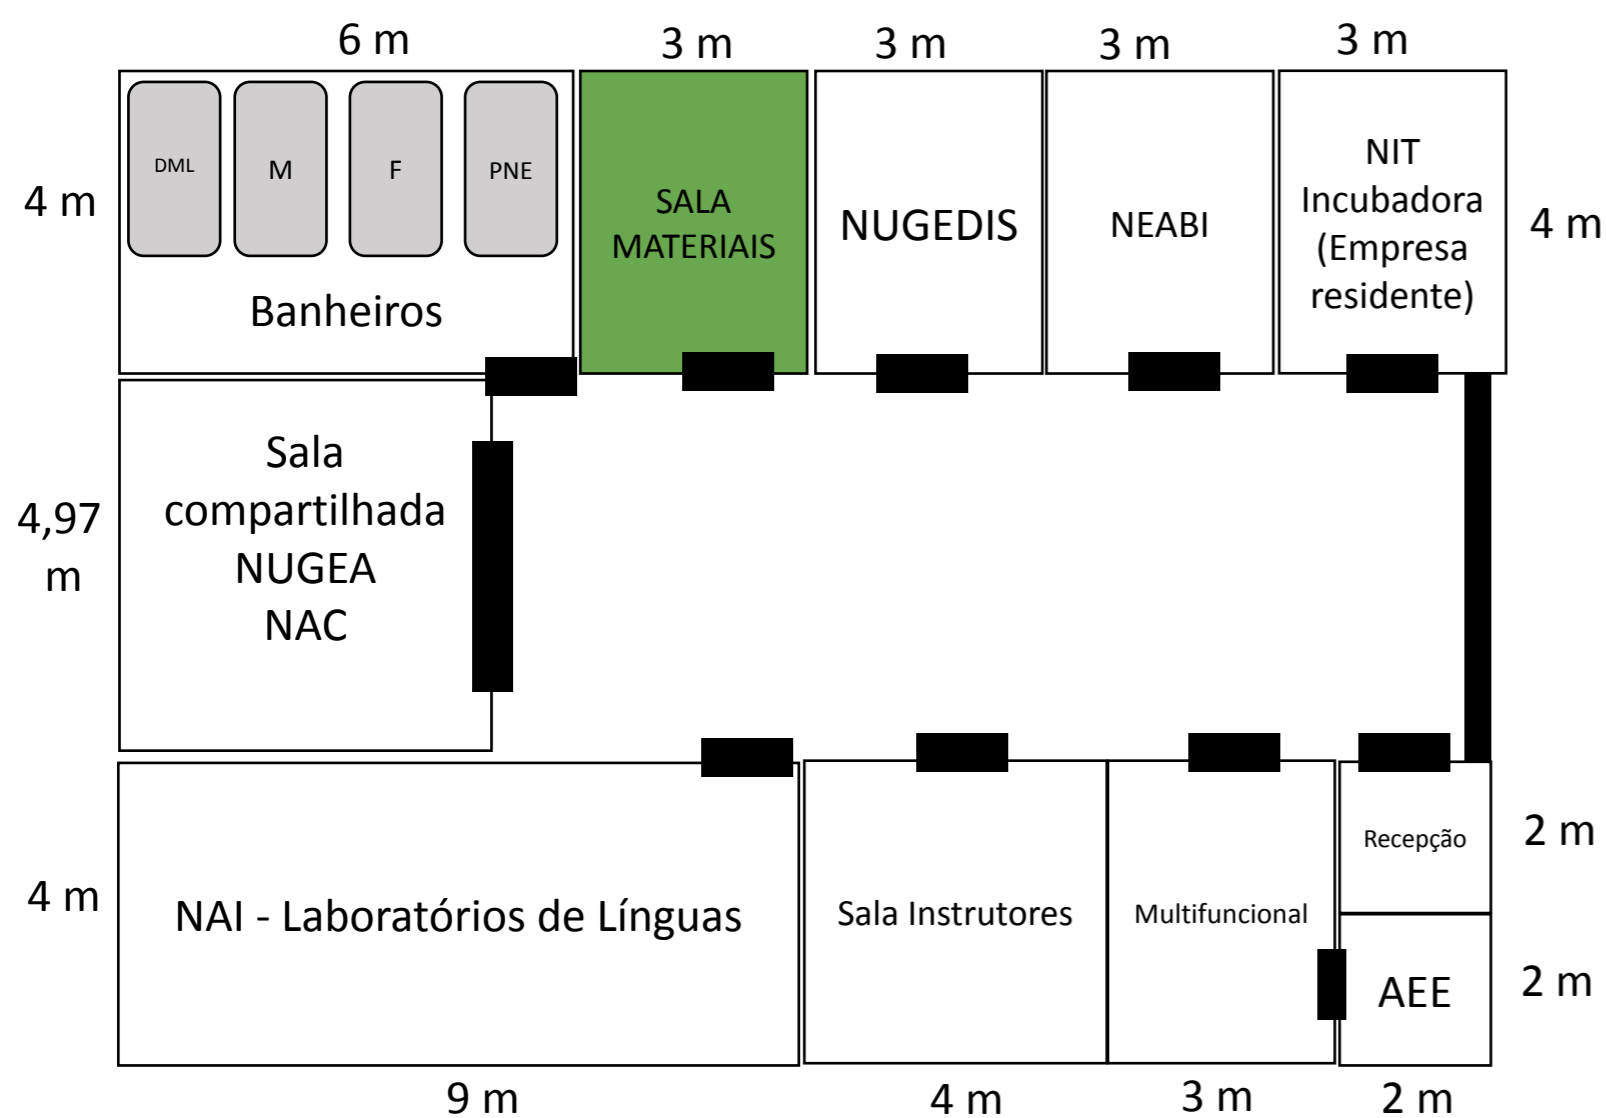 6 m
3 m
3 m
3 m
3 m
4 m
DML
M
F
PNE
Banheiros
SALA
MATERIAIS
NUGEDIS
NEABI
NIT
Incubadora
(Empresa
residente)
4 m
4,97
m
Sala
compartilhada
NUGEA
NAC
4 m
NAI - Laboratórios de Línguas
Sala Instrutores
Multifuncional
Recepção
2 m
AEE
2 m
9 m
4 m
3 m
2 m